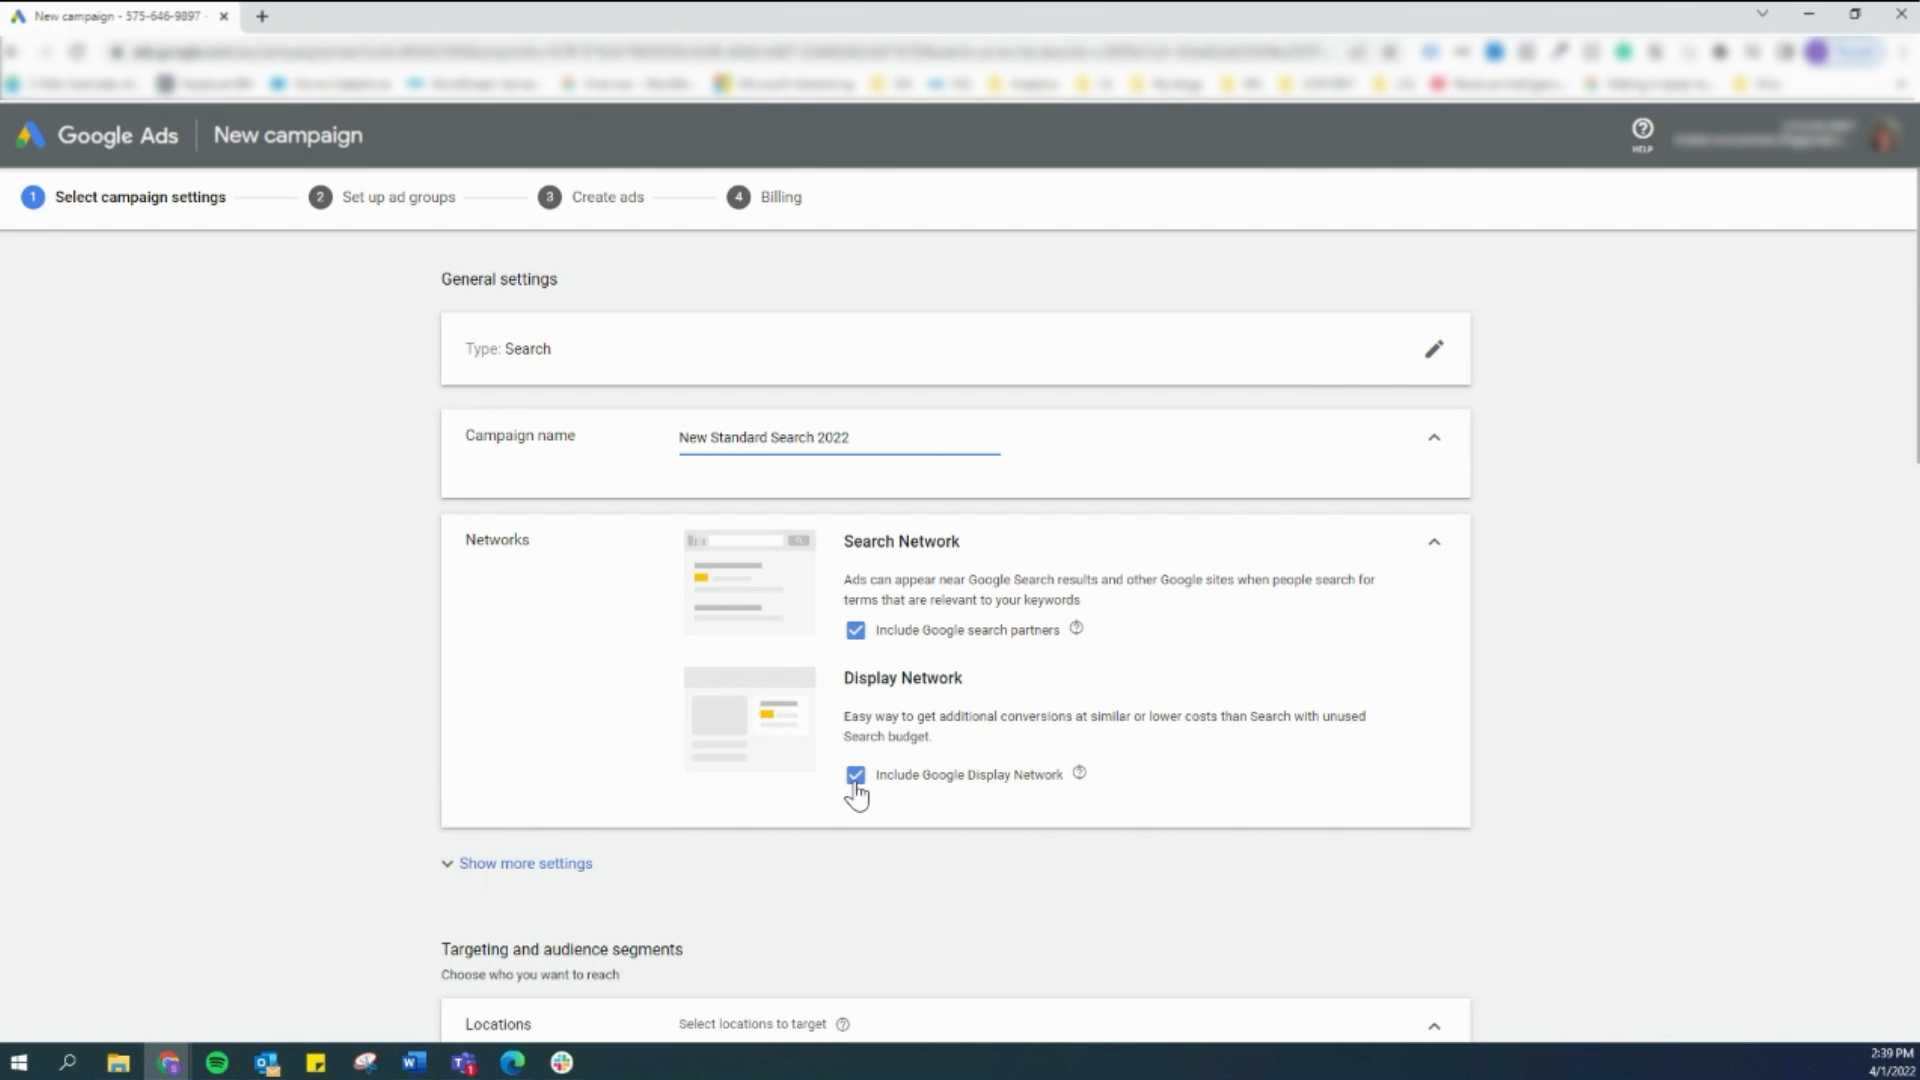 New campaign - 575-646-9897 -
Google Ads
New campaign
HELP
1 Select campaign settings
2 Set up ad groups
3 Create ads
4 Billing
General settings
Type: Search
Campaign name
New Standard Search 2022
Networks
Search Network
Ads can appear near Google Search results and other Google sites when people search for
terms that are relevant to your keywords
Include Google search partners
Display Network
Easy way to get additional conversions at similar or lower costs than Search with unused
Search budget.
Include Google Display Network
Show more settings
Targeting and audience segments
Choose who you want to reach
Locations
Select locations to target
2:39 PM
4/1/2022